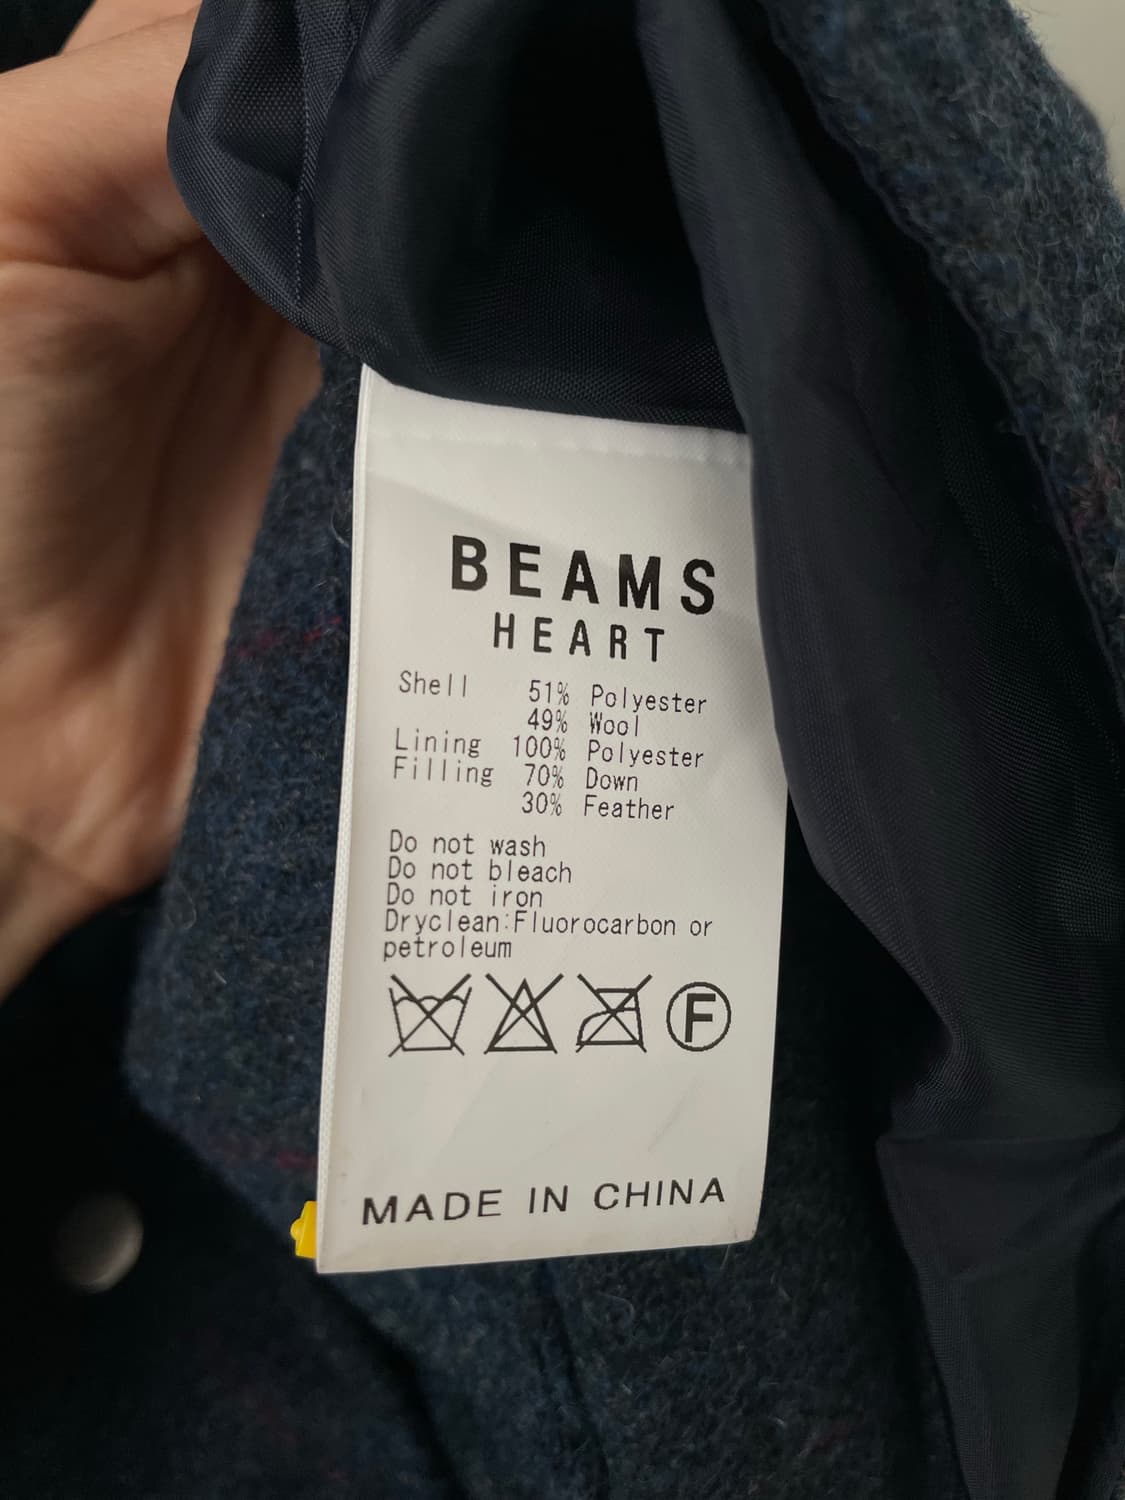 BEAMS
HEART
Shell 51% Polyester
49% Wool
Lining 100% Polyester
Filling 70% Down
30% Feather
Do not wash
Do not bleach
Do not iron
Dryclean:Fluorocarbon or
petroleum
F
MADE IN CHINA